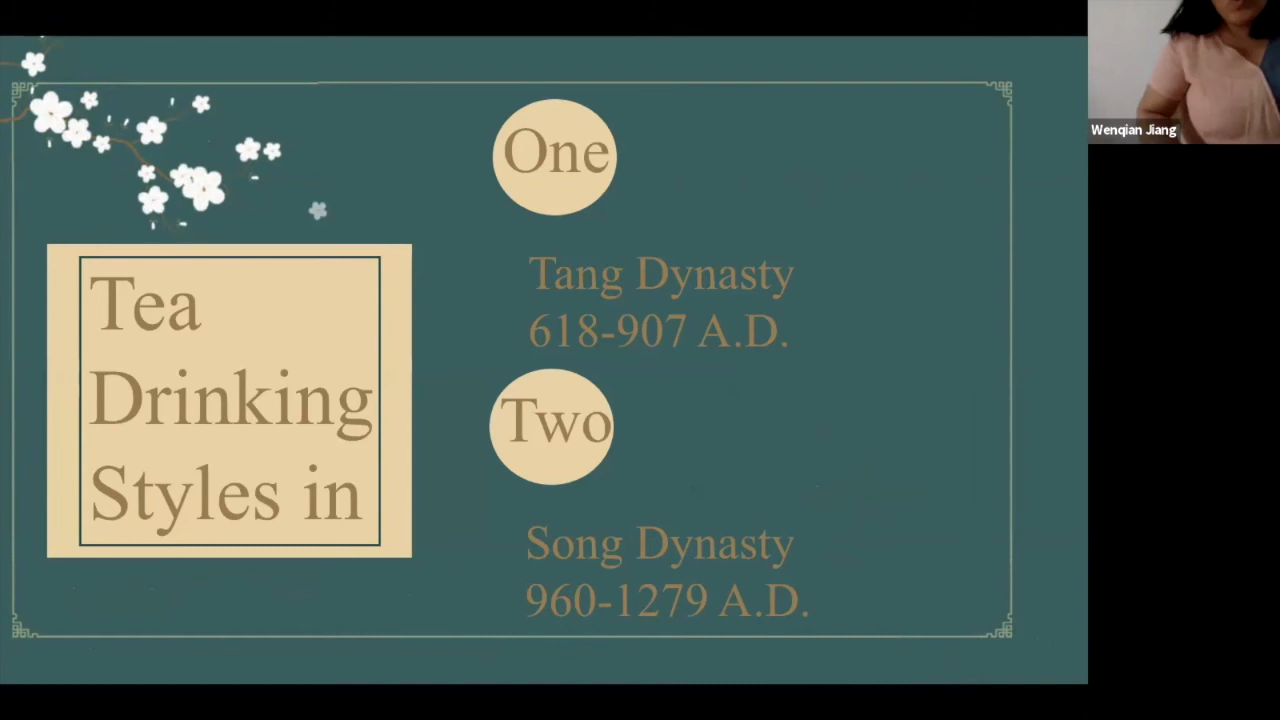 Tea
Drinking
Styles in
One
Tang Dynasty
618-907 A.D.
Two
Song Dynasty
960-1279 A.D.
Wenqian Jiang